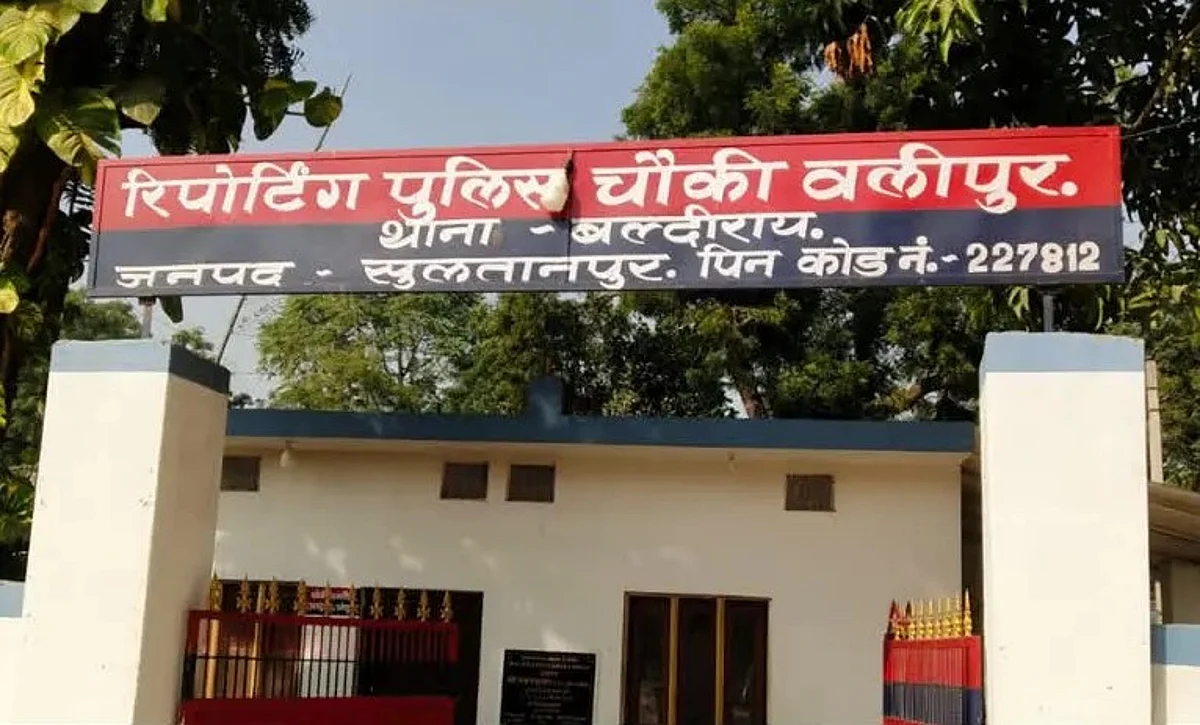 रिपोर्टिंग पुलिस चौकी वलीपुर.
थाना - बल्दीराय.
जनपद - सुलतानपुर. पिन कोड नं.- 227812